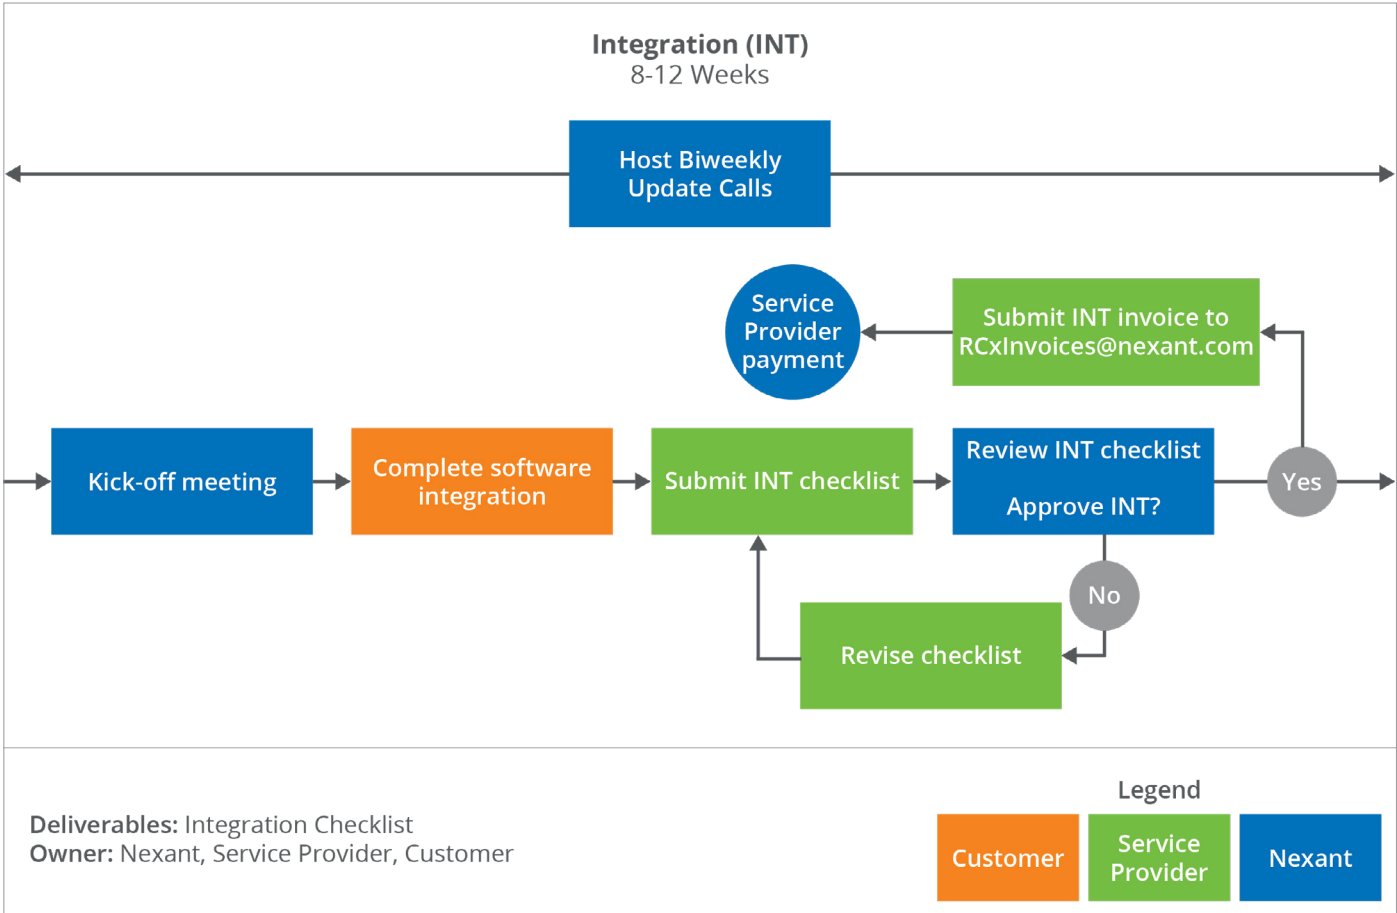 Integration (INT)
8-12 Weeks
Host Biweekly
Update Calls
Service
Provider
payment
Submit INT invoice to
RCxInvoices@nexant.com
Kick-off meeting
Complete software
integration
Submit INT checklist
Review INT checklist
Approve INT?
Yes
No
Revise checklist
Deliverables: Integration Checklist
Owner: Nexant, Service Provider, Customer
Legend
Customer
Service
Provider
Nexant